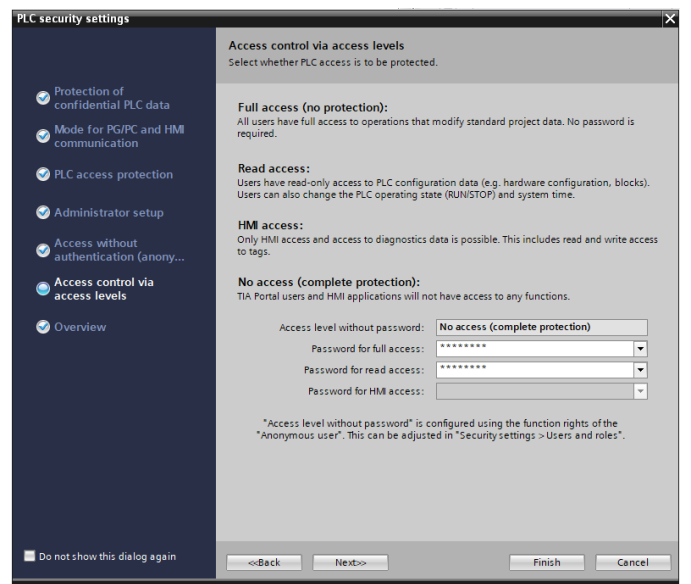 PLC security settings
Access control via access levels
Select whether PLC access is to be protected.
Protection of
confidential PLC data
Mode for PG/PC and HMI
communication
PLC access protection
Administrator setup
Access without
authentication (anony...
Access control via
access levels
Overview
Full access (no protection):
All users have full access to operations that modify standard project data. No password is
required.
Read access:
Users have read-only access to PLC configuration data (e.g. hardware configuration, blocks).
Users can also change the PLC operating state (RUN/STOP) and system time.
HMI access:
Only HMI access and access to diagnostics data is possible. This includes read and write access
to tags.
No access (complete protection):
TIA Portal users and HMI applications will not have access to any functions.
Access level without password: No access (complete protection)
Password for full access: ********
Password for read access: ********
Password for HMI access:
"Access level without password" is configured using the function rights of the
"Anonymous user". This can be adjusted in "Security settings > Users and roles".
Do not show this dialog again
<<Back Next>> Finish Cancel